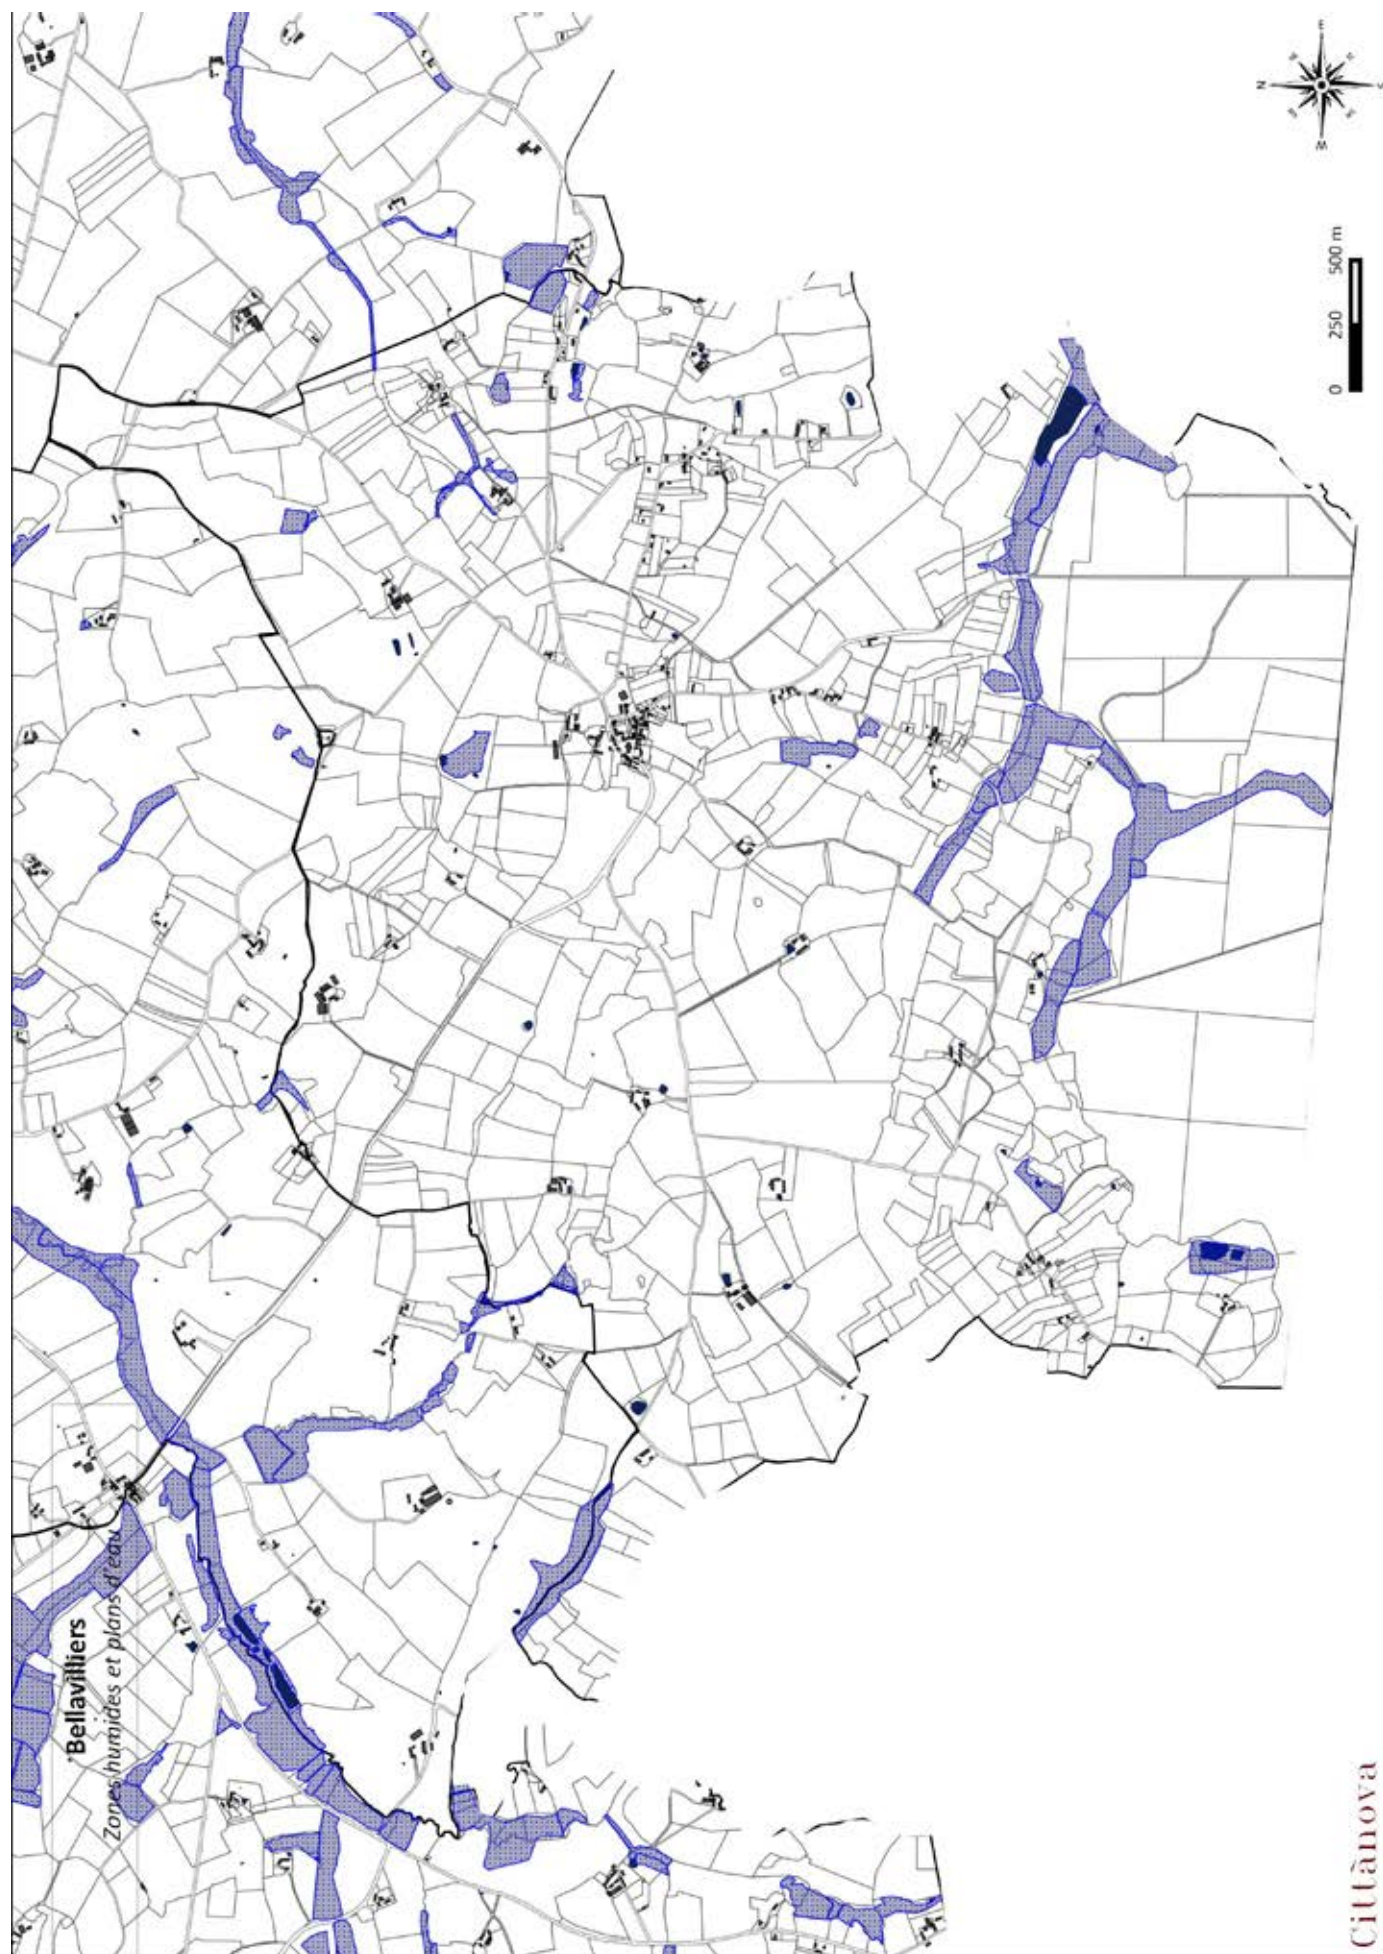 Bellavilliers
Zones humides et plans d'eau
N
E
S
W
0 250 500 m
Cittànova